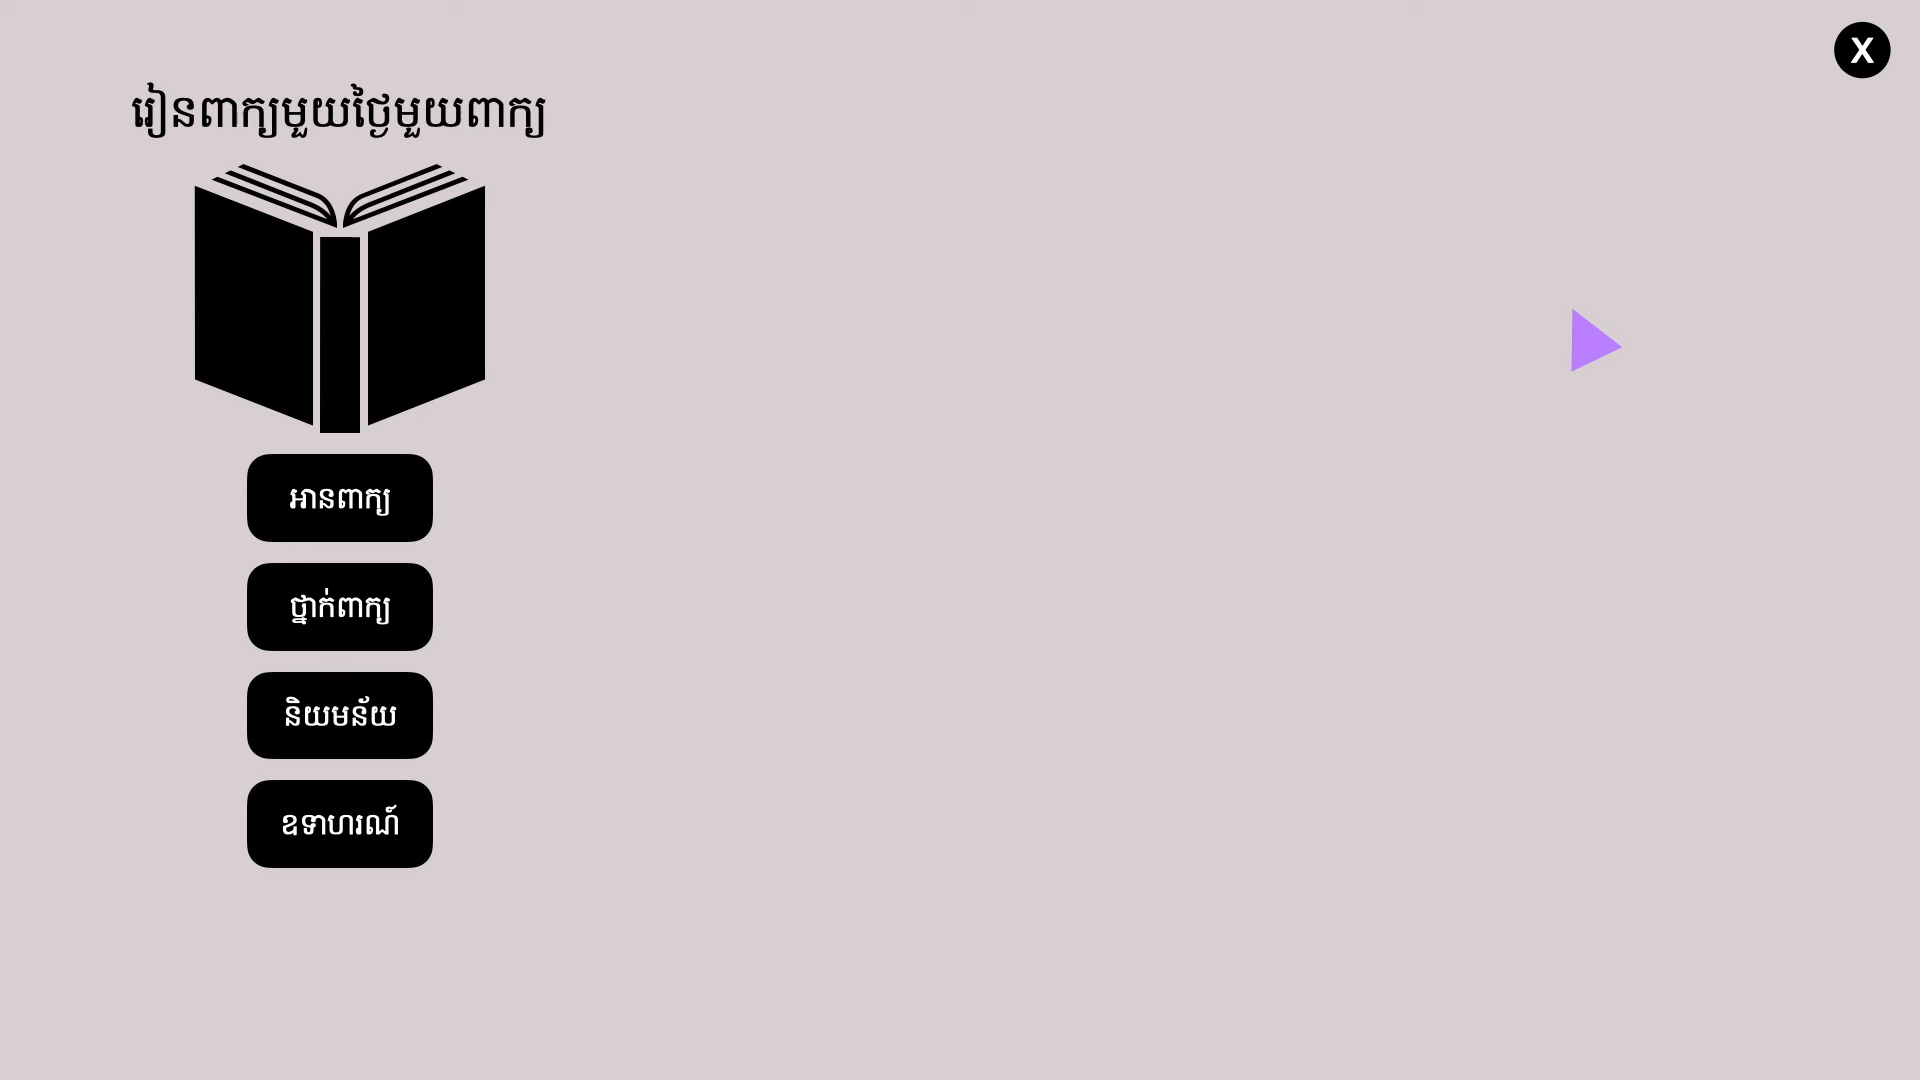 X
រៀនពាក្យមួយថ្ងៃមួយពាក្យ
អានពាក្យ
ថ្នាក់ពាក្យ
និយមន័យ
ឧទាហរណ៍